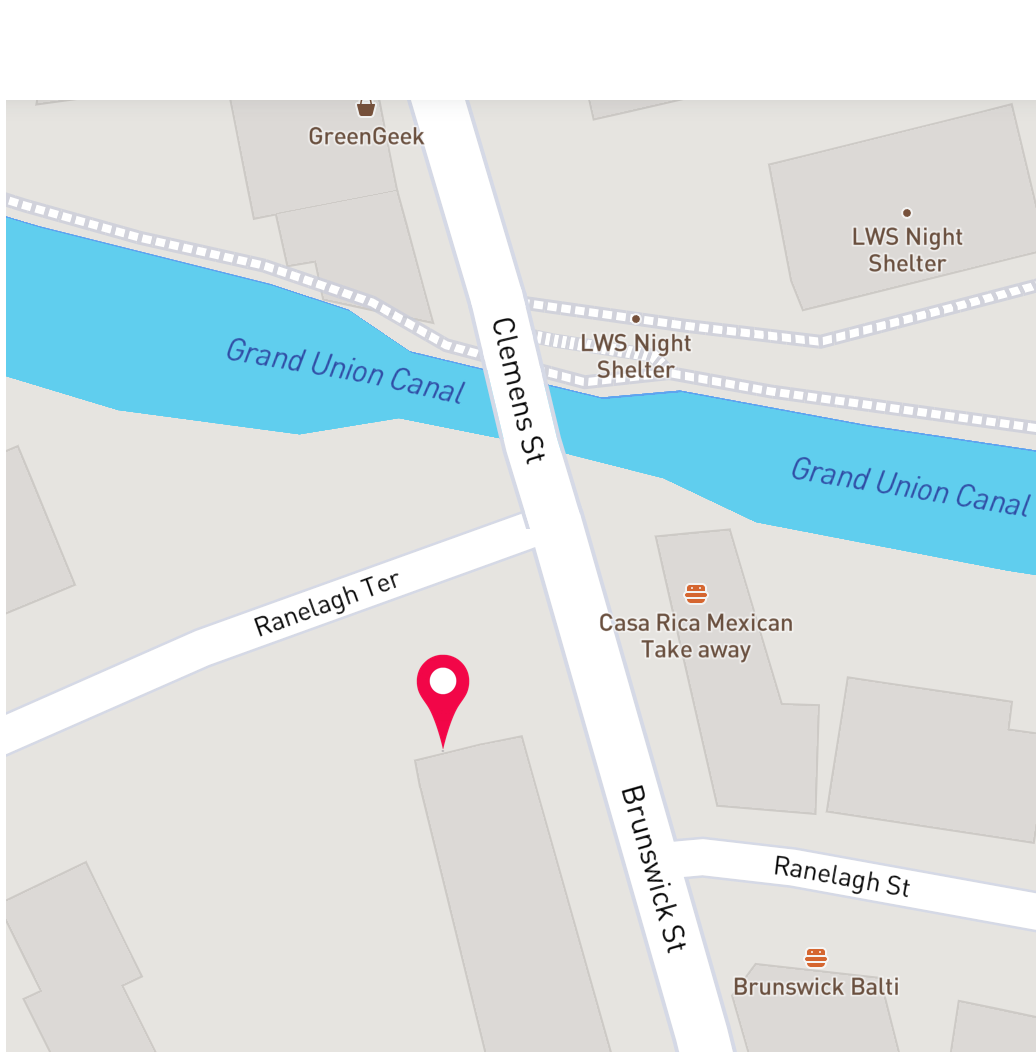 GreenGeek
LWS Night
Shelter
LWS Night
Shelter
Grand Union Canal
Clemens St
Grand Union Canal
Ranelagh Ter
Casa Rica Mexican
Take away
Brunswick St
Ranelagh St
Brunswick Balti